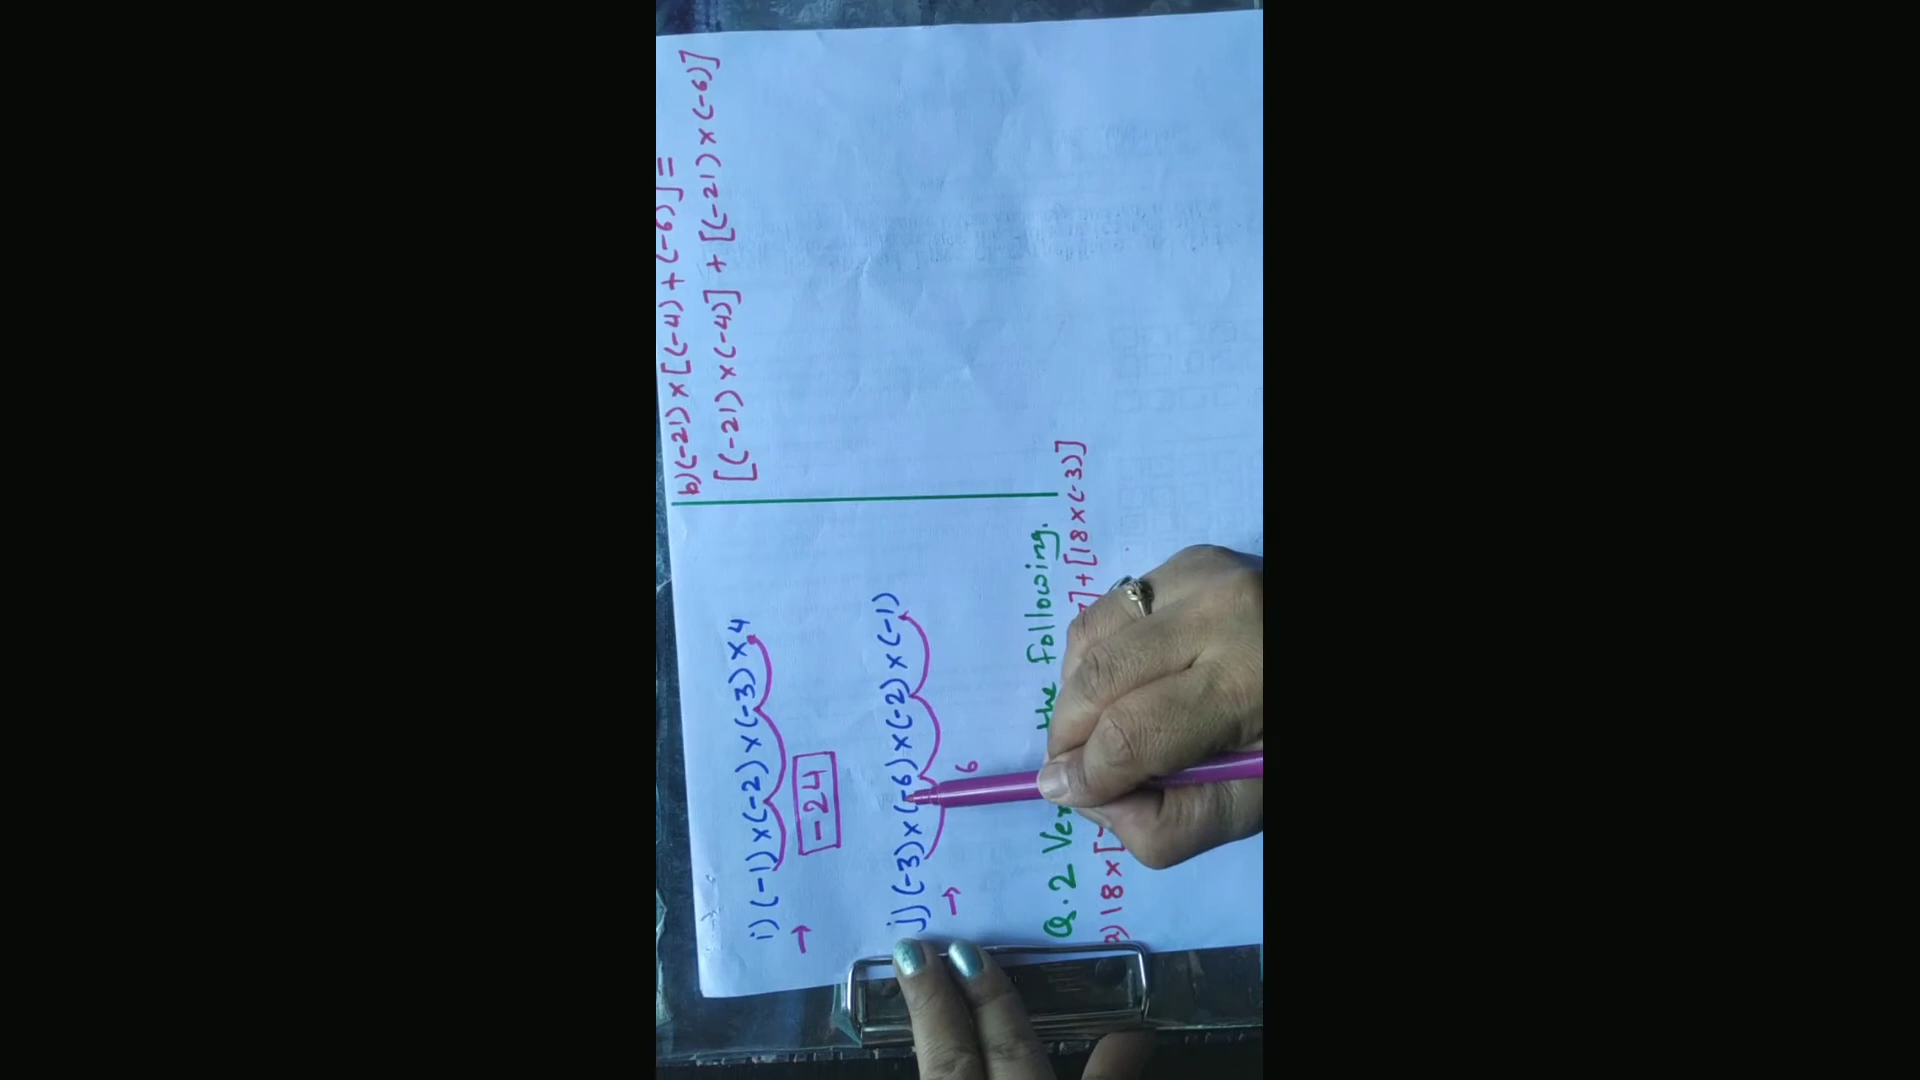 i) (-1) x (-2) x (-3) x 4
→
-24
j) (-3) x (-6) x (-2) x (-1)
→ 6
Q.2 the following.
a) 18 x [- ] + [18 x (-3)]
b) (-21) x [(-4) + (-6)] =
[(-21) x (-4)] + [(-21) x (-6)]